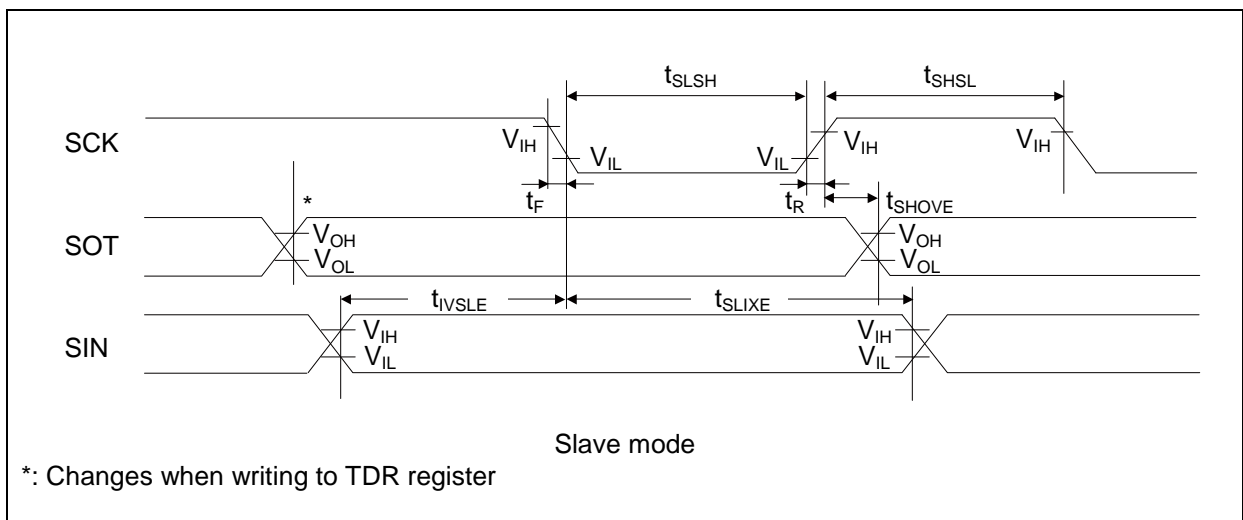 tSLSH tSHSL
SCK VIH VIL VIL VIH VIH
tF tR tSHOVE
*
SOT VOH VOH
VOL VOL
tIVSLE tSLIXE
SIN VIH VIH
VIL VIL
Slave mode
*: Changes when writing to TDR register